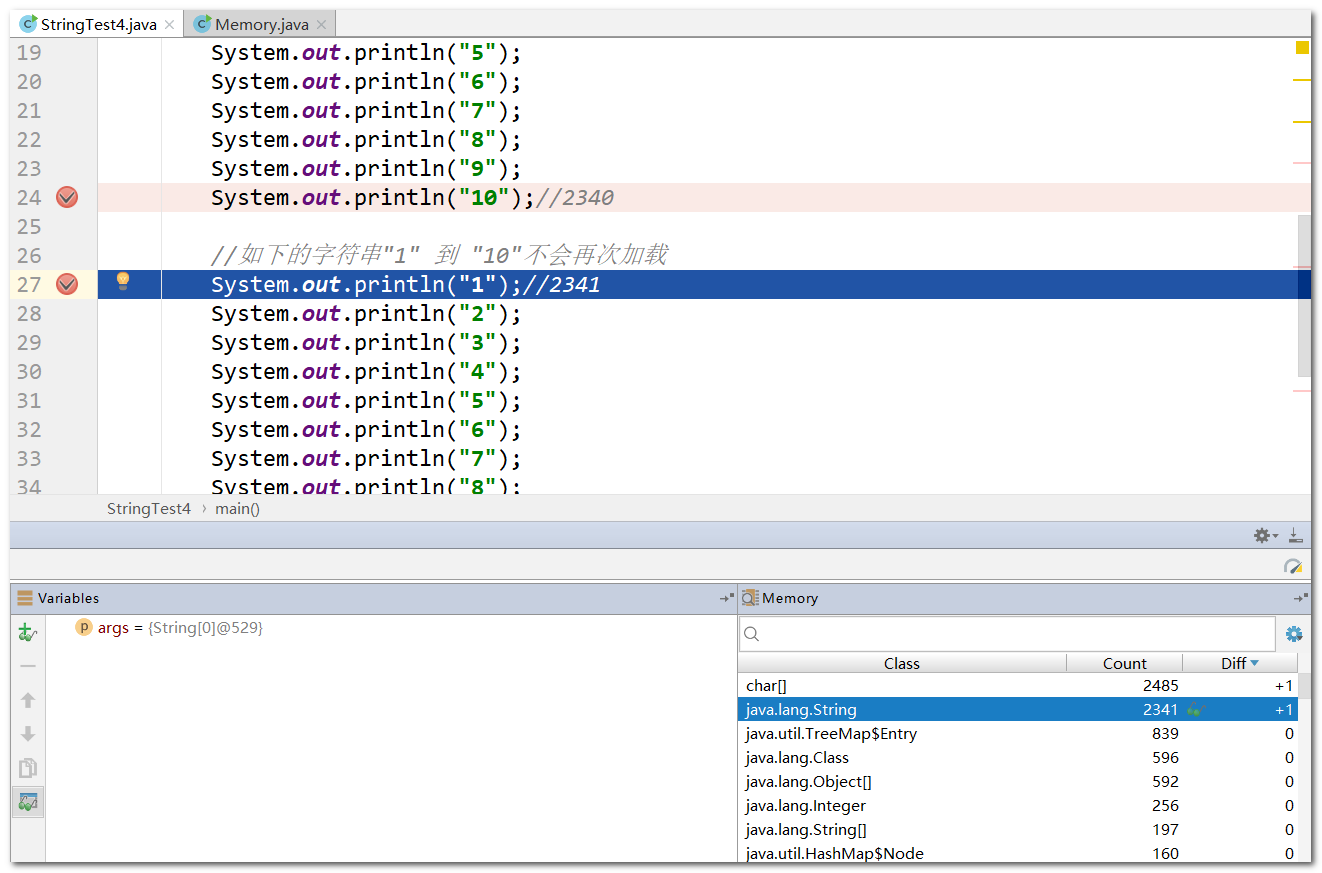 StringTest4.java Memory.java
19 System.out.println("5");
20 System.out.println("6");
21 System.out.println("7");
22 System.out.println("8");
23 System.out.println("9");
24 System.out.println("10");//2340
25
26 //如下的字符串"1" 到 "10"不会再次加载
27 System.out.println("1");//2341
28 System.out.println("2");
29 System.out.println("3");
30 System.out.println("4");
31 System.out.println("5");
32 System.out.println("6");
33 System.out.println("7");
34 System.out.println("8");
StringTest4 › main()
Variables
p args = {String[0]@529}
Memory
Class Count Diff
char[] 2485 +1
java.lang.String 2341 +1
java.util.TreeMap$Entry 839 0
java.lang.Class 596 0
java.lang.Object[] 592 0
java.lang.Integer 256 0
java.lang.String[] 197 0
java.util.HashMap$Node 160 0